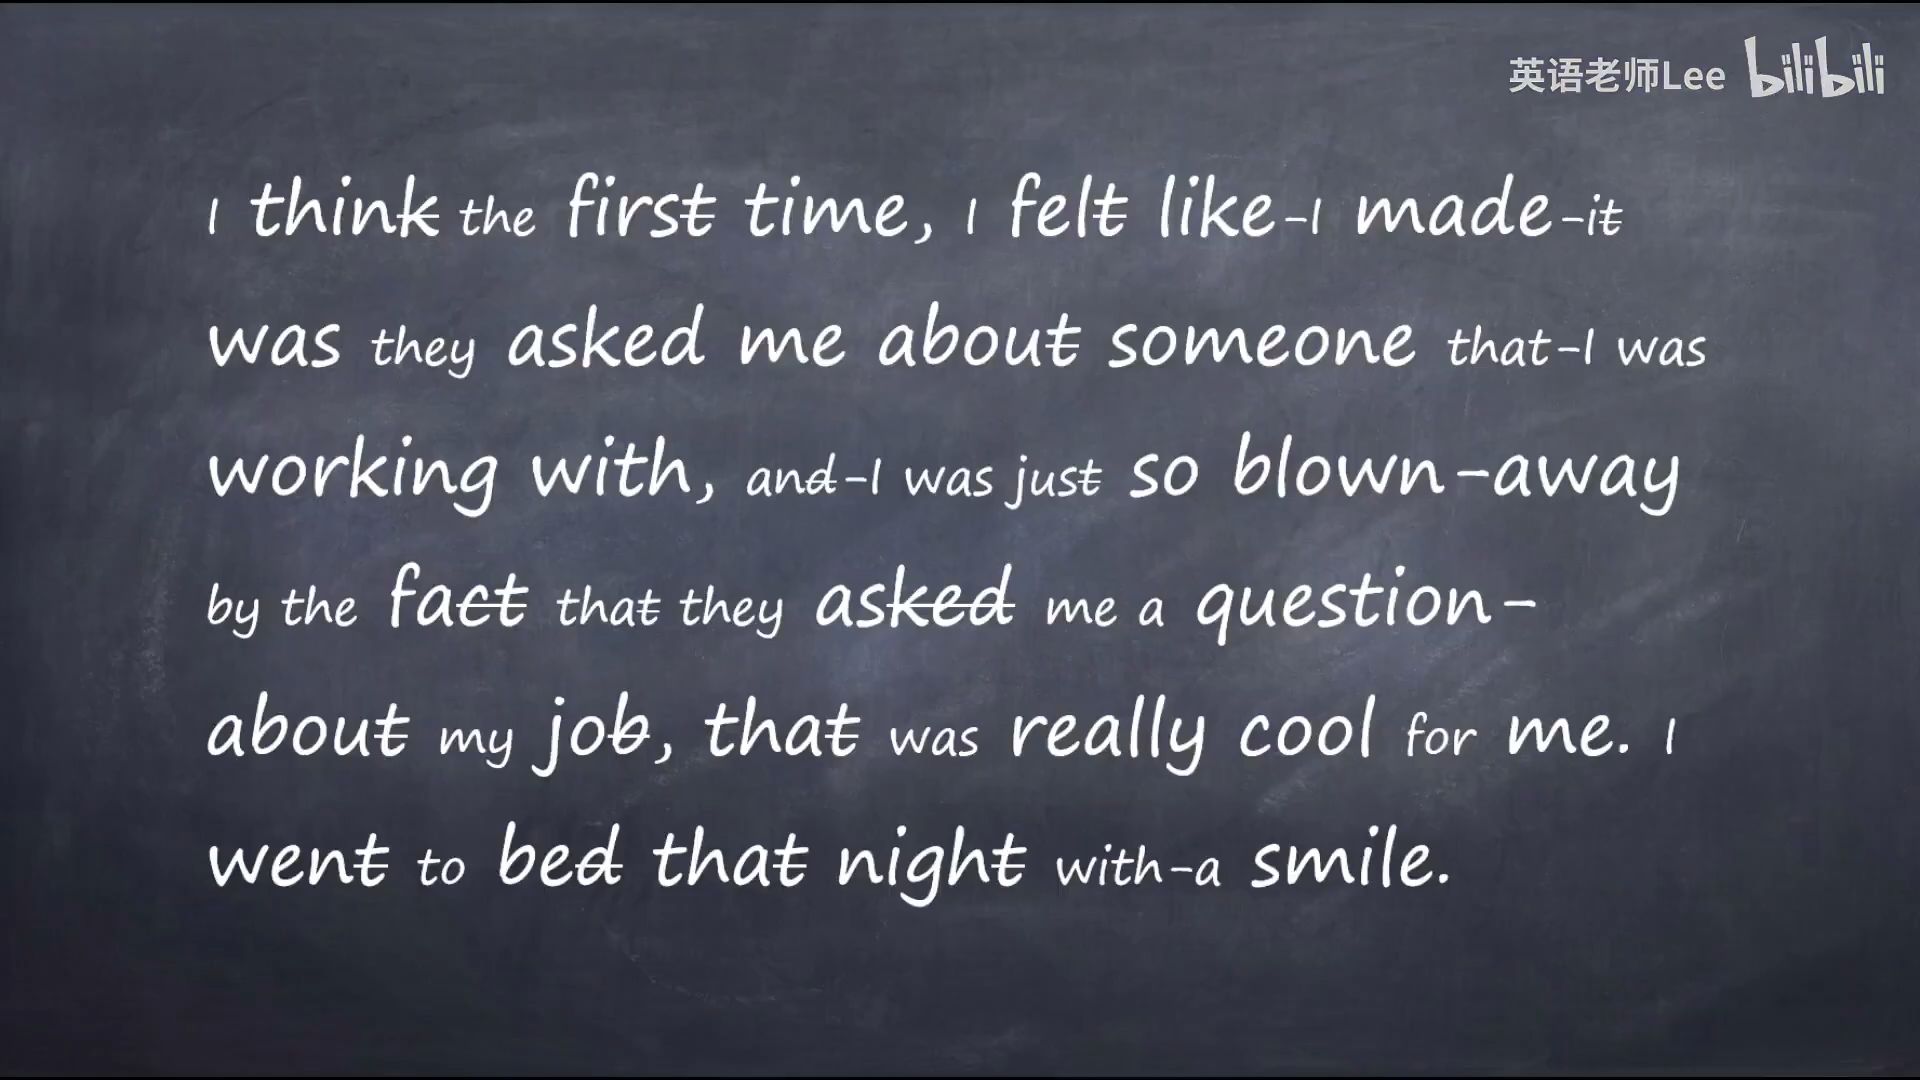 英语老师Lee bilibili
I think the first time, I felt like-I made-it
was they asked me about someone that-I was
working with, and-I was just so blown-away
by the fact that they asked me a question-
about my job, that was really cool for me. I
went to bed that night with-a smile.